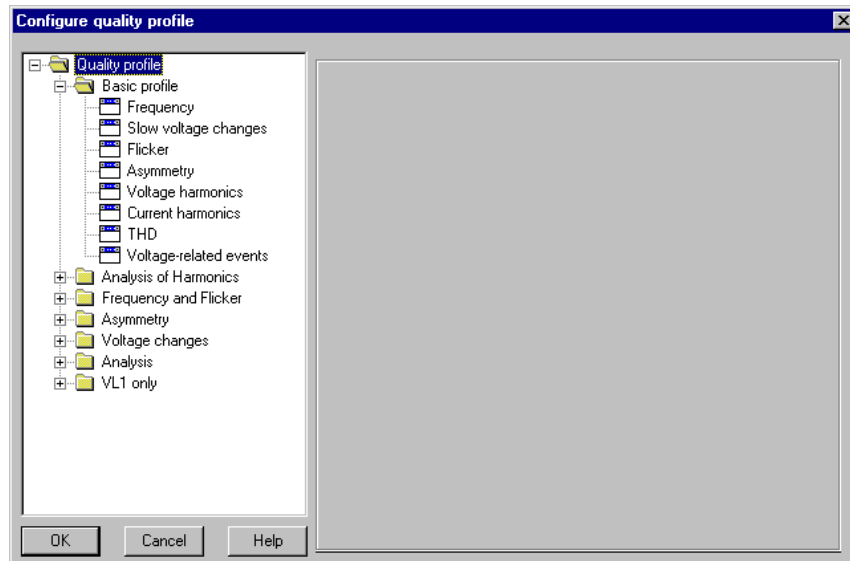 Configure quality profile
Quality profile
Basic profile
Frequency
Slow voltage changes
Flicker
Asymmetry
Voltage harmonics
Current harmonics
THD
Voltage-related events
Analysis of Harmonics
Frequency and Flicker
Asymmetry
Voltage changes
Analysis
VL1 only
OK Cancel Help